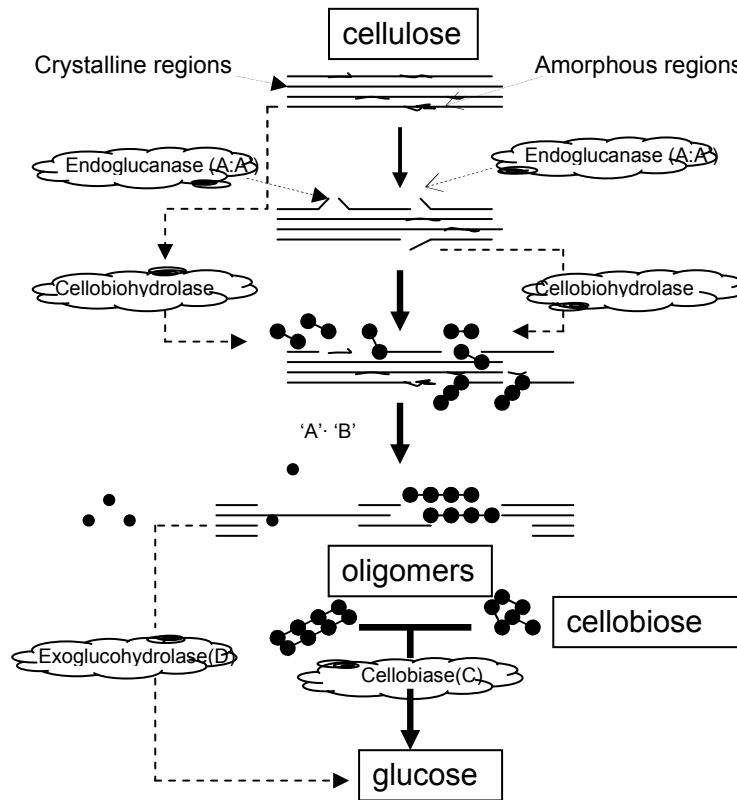 cellulose
Crystalline regions
Amorphous regions
Endoglucanase (A:A')
Endoglucanase (A:A')
Cellobiohydrolase
Cellobiohydrolase
‘A’· ‘B’
oligomers
cellobiose
Exoglucohydrolase(D)
Cellobiase(C)
glucose